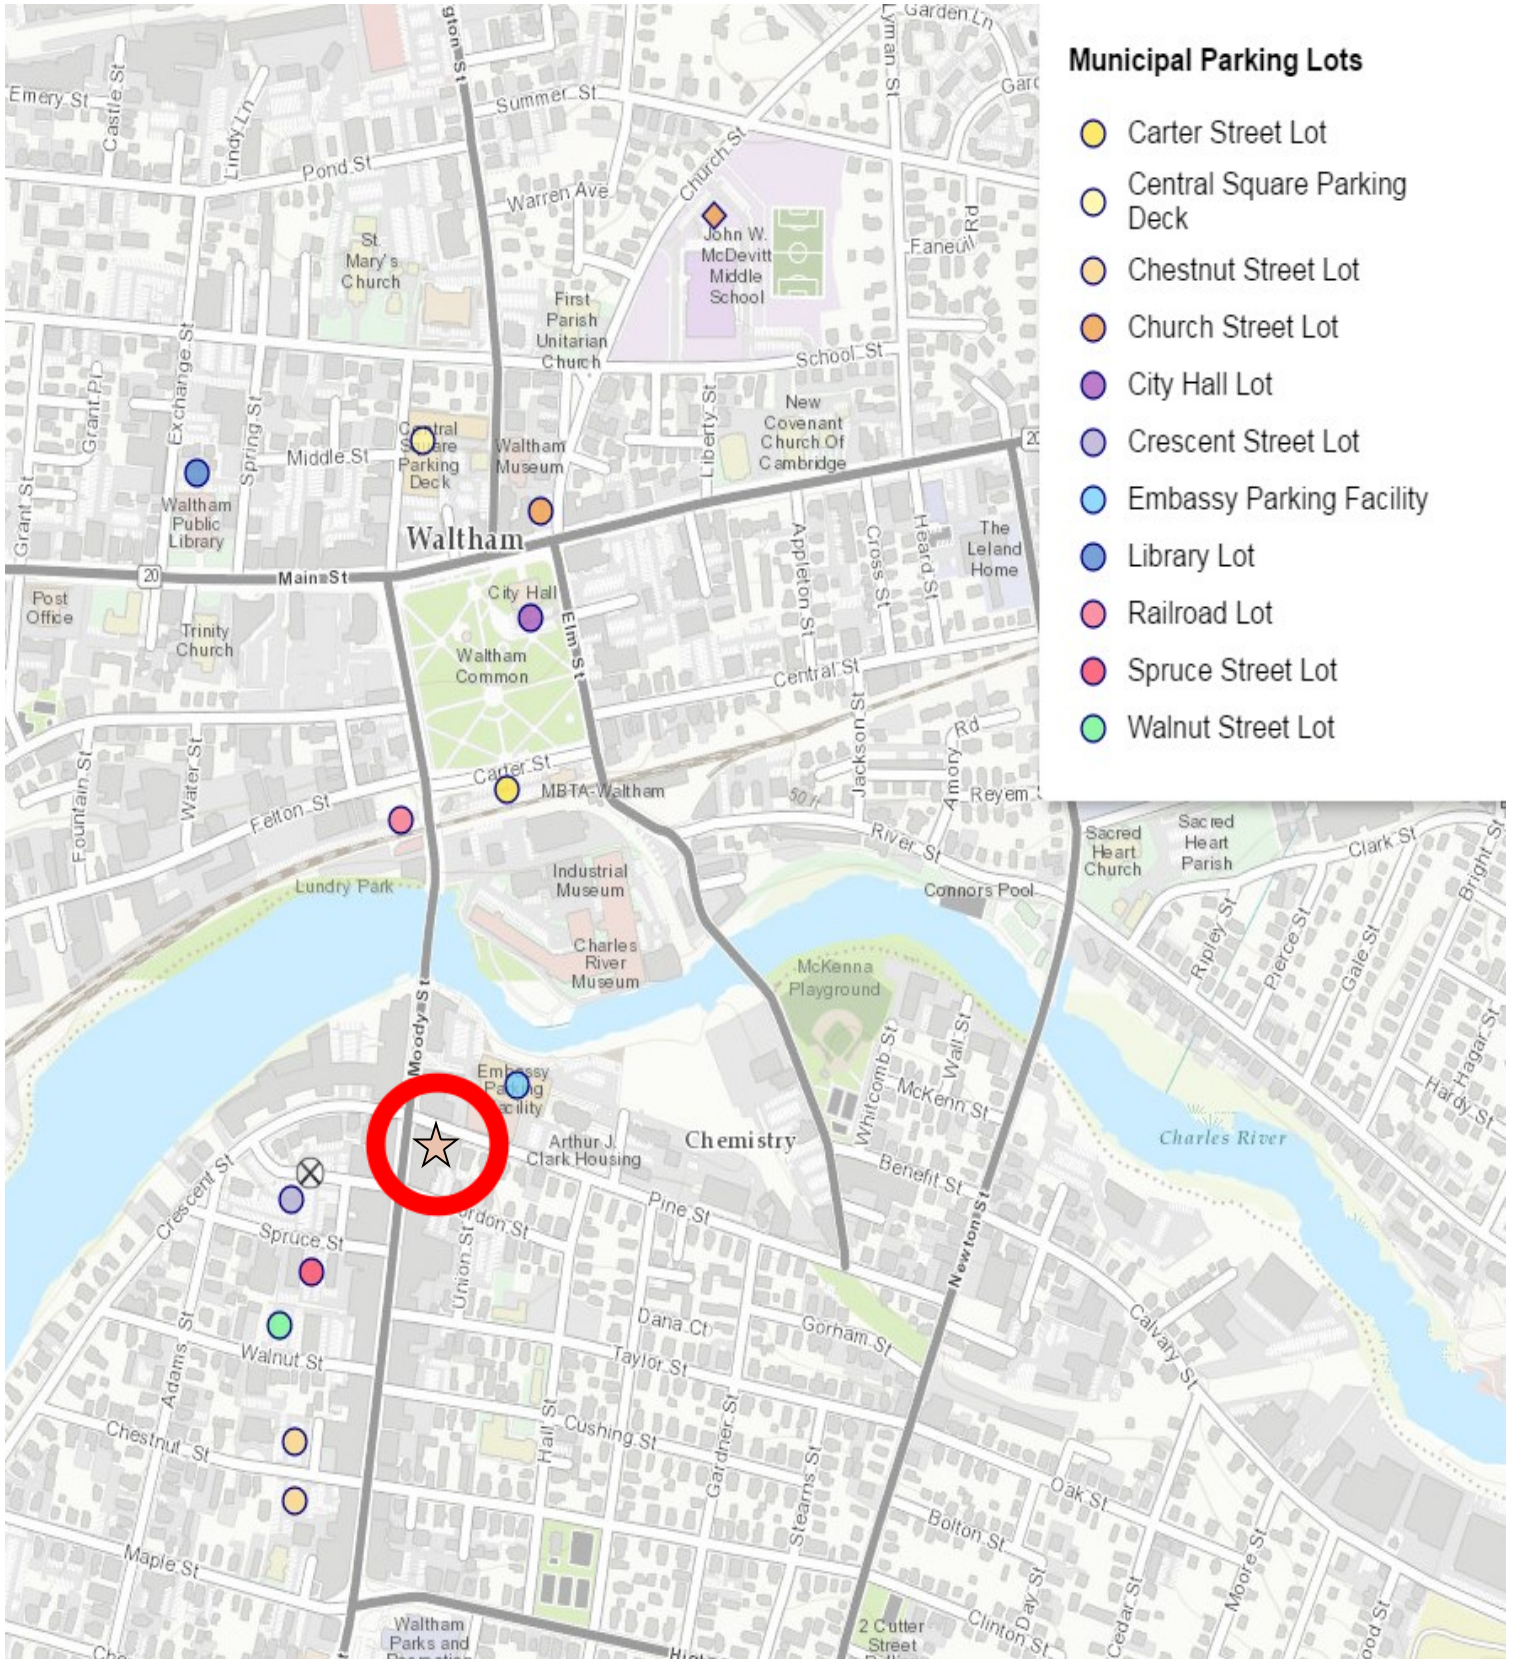 Municipal Parking Lots
Carter Street Lot
Central Square Parking
Deck
Chestnut Street Lot
Church Street Lot
City Hall Lot
Crescent Street Lot
Embassy Parking Facility
Library Lot
Railroad Lot
Spruce Street Lot
Walnut Street Lot
gton St
Lyman St
Garden Ln
Emery St
Castle St
Lindy Ln
Summer St
Pond St
Church St
Warren Ave
St.
Mary's
Church
John W.
McDevitt
Middle
School
Faneuil
Rd
First
Parish
Unitarian
Church
School St
Exchange St
Grant Pl
Grant St
Spring St
Middle St
Square
Parking
Deck
Waltham
Museum
Liberty St
New
Covenant
Church Of
Cambridge
Waltham
Public
Library
Waltham
20
Main St
Post
Office
Trinity
Church
City Hall
Elm St
Waltham
Common
Appleton St
Cross St
Heard St
The
Leland
Home
Central St
Jackson St
Amory
Rd
Reyem
Fountain St
Water St
Felton St
Carter St
MBTA-Waltham
50 ft
River St
Lundry Park
Industrial
Museum
Charles
River
Museum
Connors Pool
Sacred
Heart
Church
Sacred
Heart
Parish
Clark St
Bright St
Ripley St
Pierce St
Gale St
McKenna
Playground
Moody St
Whitcomb St
Wall St
McKenn St
Hagar St
Hardy St
Charles River
Embassy
Parking
Arthur J.
Clark Housing
Chemistry
Benefit St
Crescent St
Spruce St
Union St
Pine St
Newton St
Adams St
Walnut St
Dana Ct
Gorham St
Taylor St
Calvary St
Chestnut St
Hall St
Cushing St
Gardner St
Stearns St
Oak St
Bolton St
Maple St
Day St
Cedar St
Moore St
Clinton St
Waltham
Parks and
2 Cutter
Street